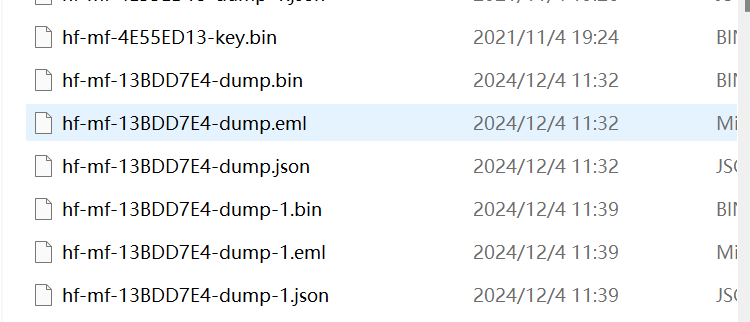 hf-mf-4E55ED13-key.bin 2021/11/4 19:24 BIN
hf-mf-13BDD7E4-dump.bin 2024/12/4 11:32 BIN
hf-mf-13BDD7E4-dump.eml 2024/12/4 11:32 Mi
hf-mf-13BDD7E4-dump.json 2024/12/4 11:32 JSO
hf-mf-13BDD7E4-dump-1.bin 2024/12/4 11:39 BIN
hf-mf-13BDD7E4-dump-1.eml 2024/12/4 11:39 Mi
hf-mf-13BDD7E4-dump-1.json 2024/12/4 11:39 JSO